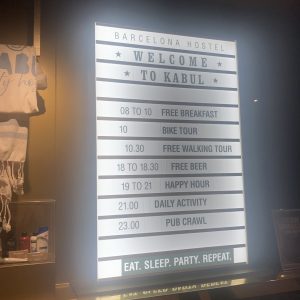 BARCELONA HOSTEL
WELCOME
TO KABUL
08 TO 10 FREE BREAKFAST
10 BIKE TOUR
10.30 FREE WALKING TOUR
18 TO 18.30 FREE BEER
19 TO 21 HAPPY HOUR
21.00 DAILY ACTIVITY
23.00 PUB CRAWL
EAT. SLEEP. PARTY. REPEAT.